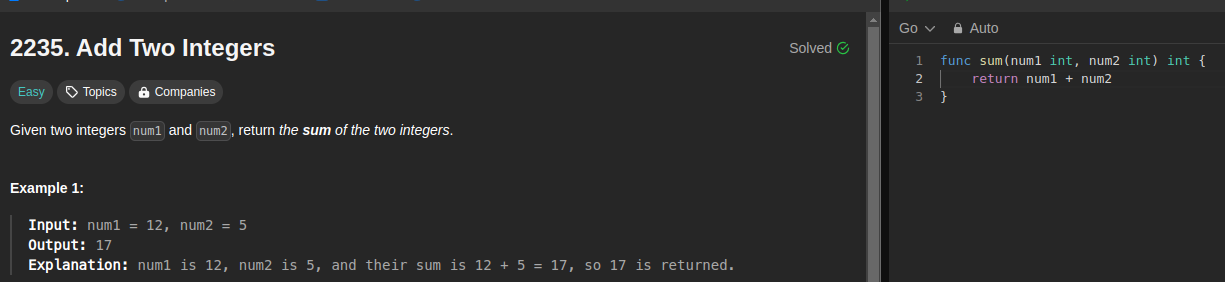 2235. Add Two Integers
Solved
Easy Topics Companies
Given two integers num1 and num2, return the sum of the two integers.
Example 1:
Input: num1 = 12, num2 = 5
Output: 17
Explanation: num1 is 12, num2 is 5, and their sum is 12 + 5 = 17, so 17 is returned.
Go Auto
1 func sum(num1 int, num2 int) int {
2 return num1 + num2
3 }